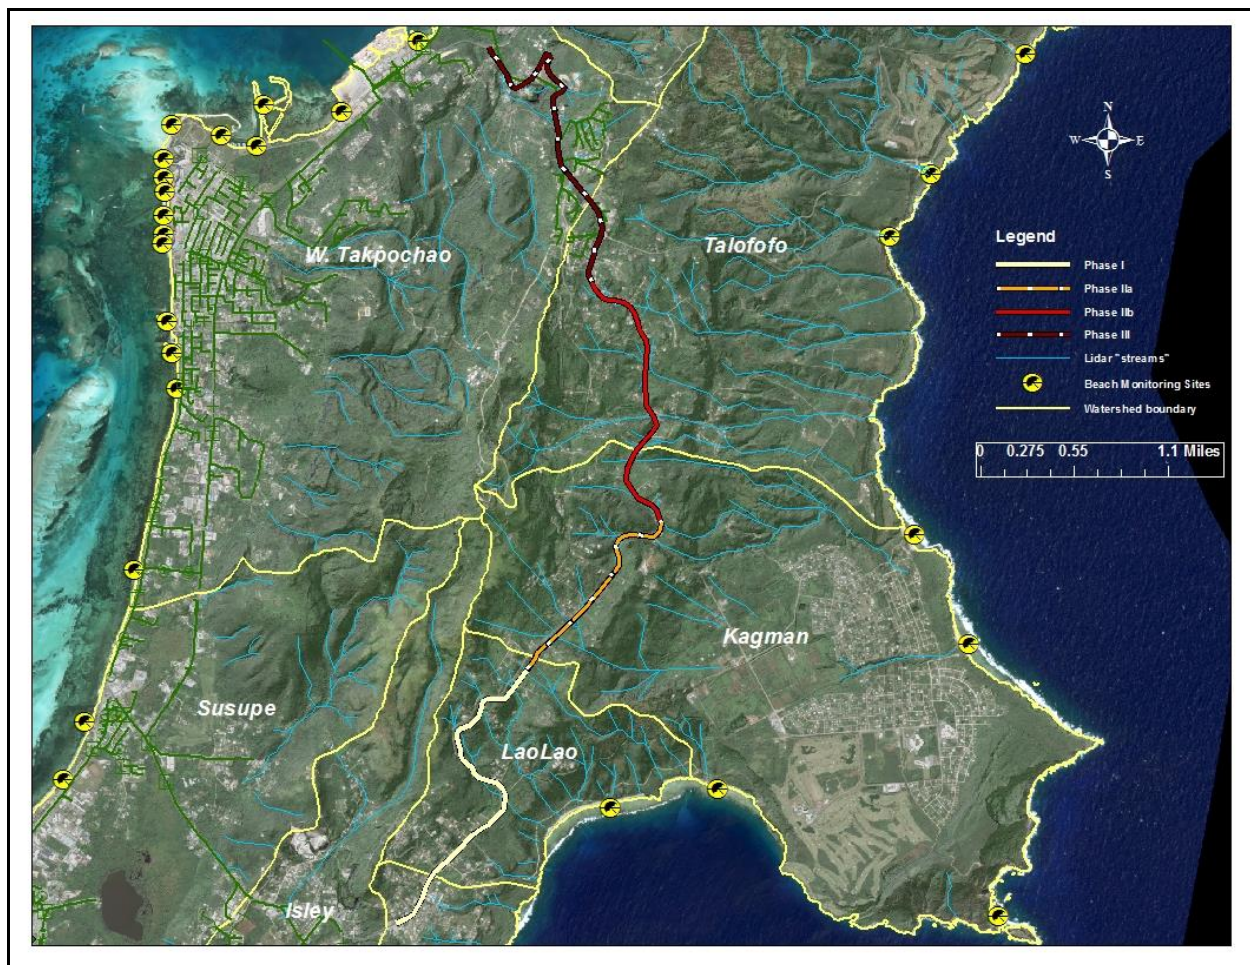 N
W E
S
W. Takpochao
Talofofo
Legend
Phase I
Phase IIa
Phase IIIb
Phase III
Lidar "streams"
Beach Monitoring Sites
Watershed boundary
0 0.275 0.55 1.1 Miles
Kagman
Susupe
LaoLao
Isley